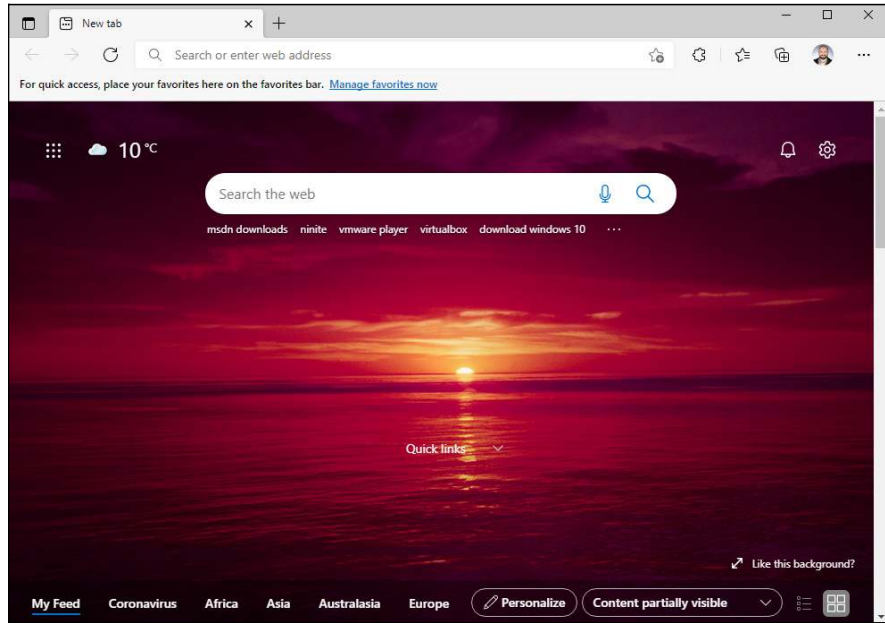 New tab
Search or enter web address
For quick access, place your favorites here on the favorites bar. Manage favorites now
10 °C
Search the web
msdn downloads ninite vmware player virtualbox download windows 10 ...
Quick links
Like this background?
My Feed Coronavirus Africa Asia Australasia Europe Personalize Content partially visible